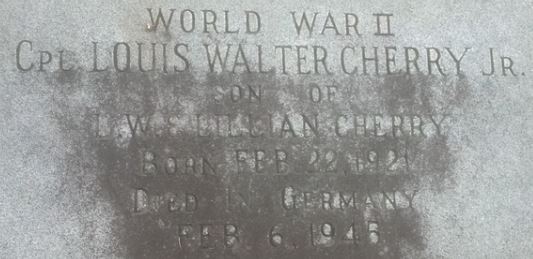 WORLD WAR II
CPL. LOUIS WALTER CHERRY JR.
SON OF
L.W. & LILLIAN CHERRY
BORN FEB. 22, 1921
DIED IN GERMANY
FEB. 6, 1945